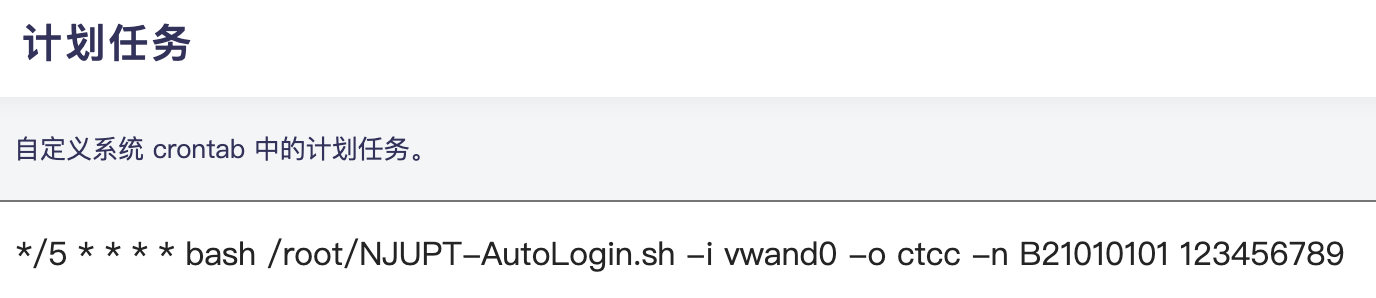 计划任务
自定义系统 crontab 中的计划任务。
*/5 * * * * bash /root/NJUPT-AutoLogin.sh -i vwand0 -o ctcc -n B21010101 123456789